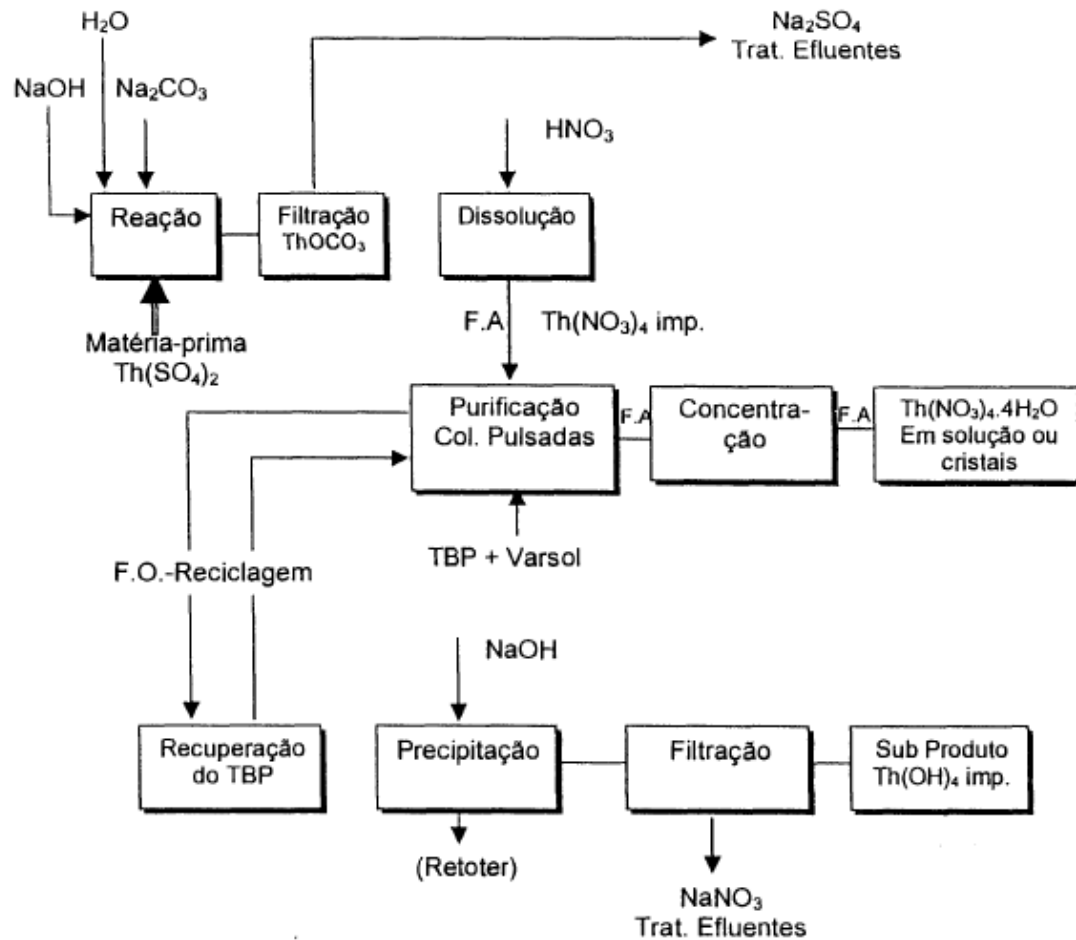 H₂O
Na₂SO₄
Trat. Efluentes
NaOH
Na₂CO₃
HNO₃
Reação
Filtração
ThOCO₃
Dissolução
Matéria-prima
Th(SO₄)₂
F.A
Th(NO₃)₄ imp.
Purificação
Col. Pulsadas
F.A
Concentra-
ção
F.A
Th(NO₃)₄.4H₂O
Em solução ou
cristais
TBP + Varsol
F.O.-Reciclagem
NaOH
Recuperação
do TBP
Precipitação
Filtração
Sub Produto
Th(OH)₄ imp.
(Retoter)
NaNO₃
Trat. Efluentes